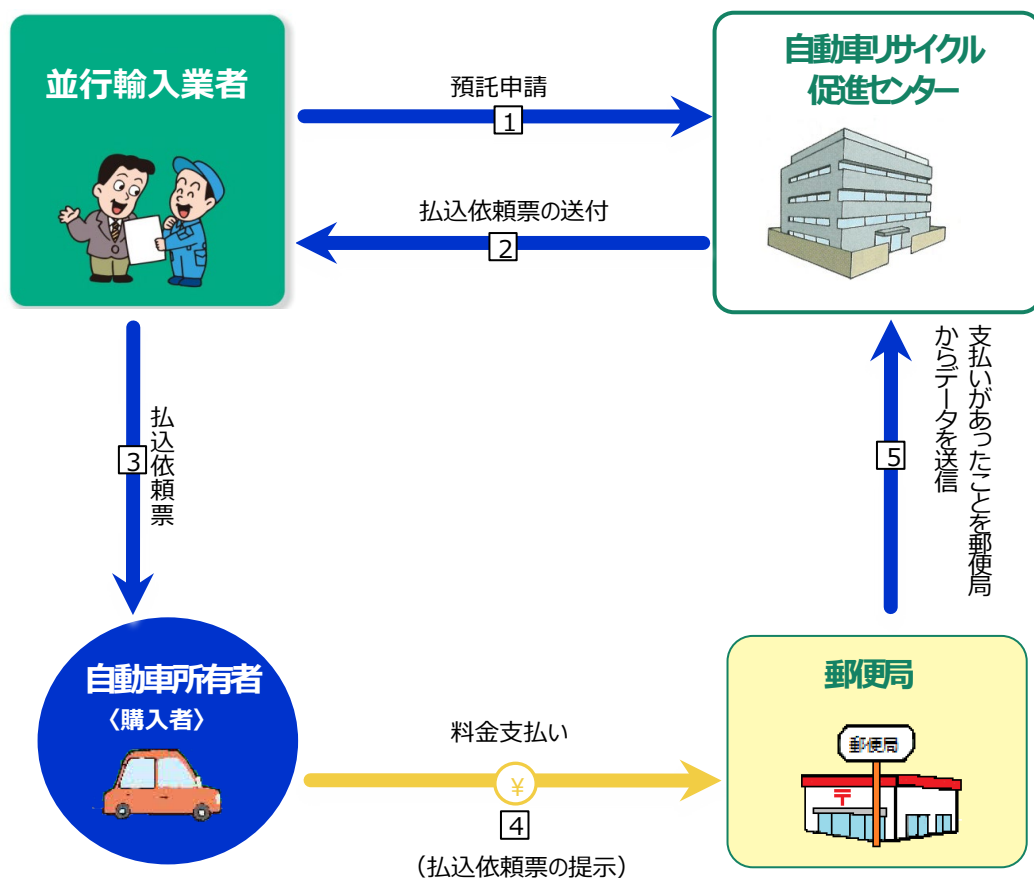 並行輸入業者
自動車リサイクル
促進センター
預託申請
1
払込依頼票の送付
2
払込依頼票
3
支払いがあったことを郵便局
からデータを送信
5
自動車所有者
〈購入者〉
料金支払い
¥
4
（払込依頼票の提示）
郵便局
郵便局
〒